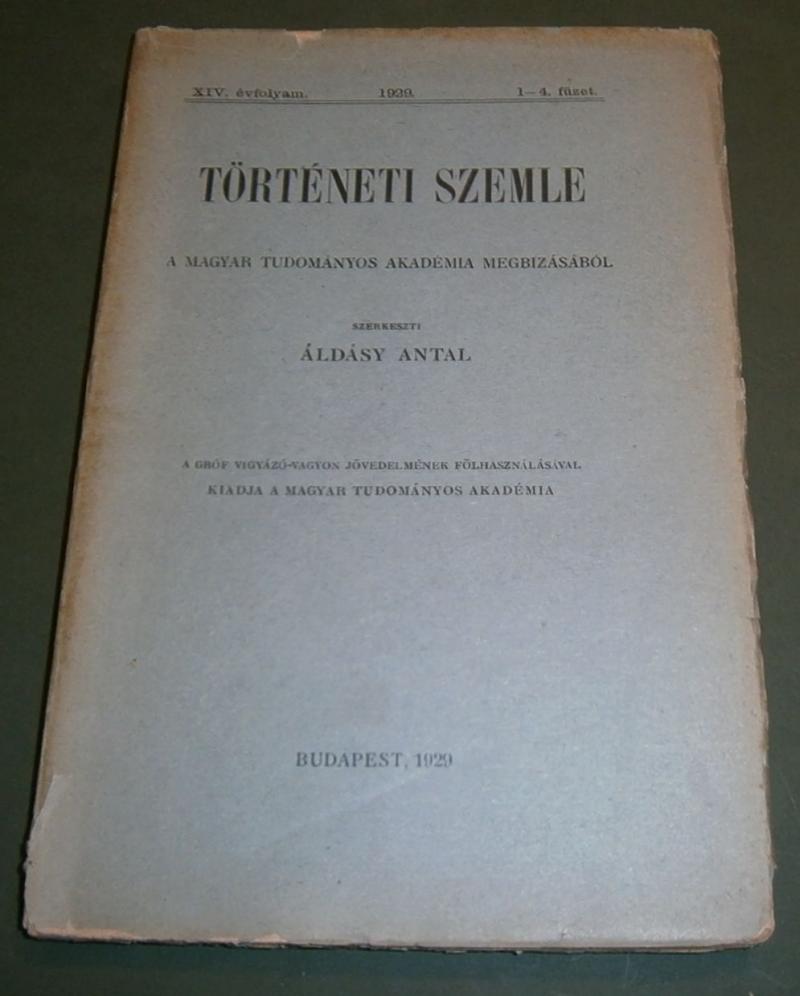 XIV. évfolyam. 1929. 1—4. füzet.
TÖRTÉNETI SZEMLE
A MAGYAR TUDOMÁNYOS AKADÉMIA MEGBIZÁSÁBÓL
SZERKESZTI
ÁLDÁSY ANTAL
A GRÓF VIGYÁZÓ-VAGYON JÖVEDELMÉNEK FÖLHASZNÁLÁSÁVAL
KIADJA A MAGYAR TUDOMÁNYOS AKADÉMIA
BUDAPEST, 1929